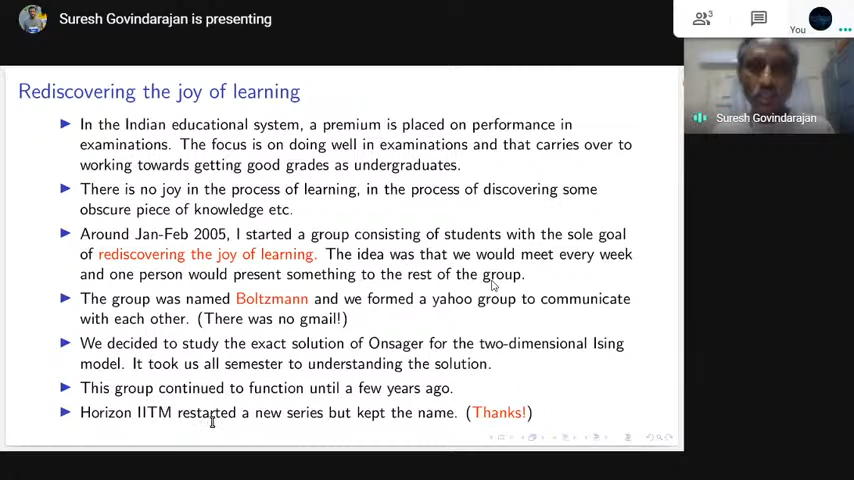 Suresh Govindarajan is presenting
3
You
Suresh Govindarajan
Rediscovering the joy of learning
In the Indian educational system, a premium is placed on performance in
examinations. The focus is on doing well in examinations and that carries over to
working towards getting good grades as undergraduates.
There is no joy in the process of learning, in the process of discovering some
obscure piece of knowledge etc.
Around Jan-Feb 2005, I started a group consisting of students with the sole goal
of rediscovering the joy of learning. The idea was that we would meet every week
and one person would present something to the rest of the group.
The group was named Boltzmann and we formed a yahoo group to communicate
with each other. (There was no gmail!)
We decided to study the exact solution of Onsager for the two-dimensional Ising
model. It took us all semester to understanding the solution.
This group continued to function until a few years ago.
Horizon IITM restarted a new series but kept the name. (Thanks!)